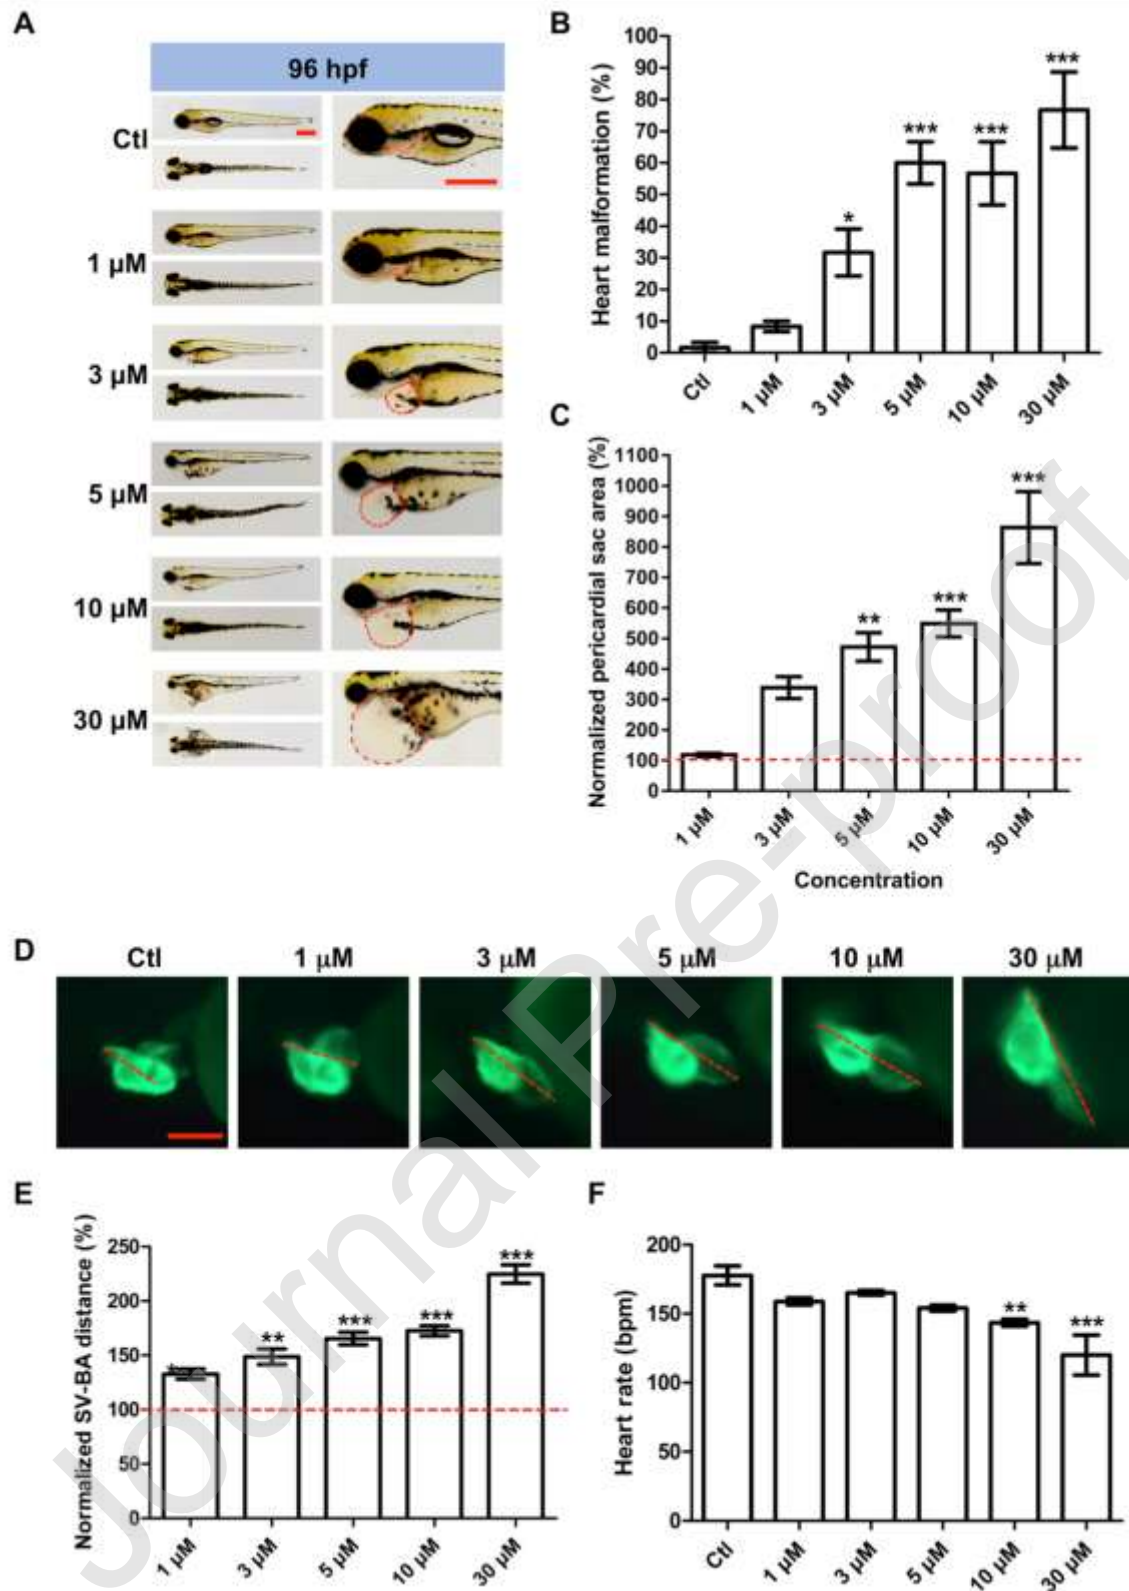 A
96 hpf
Ctl
1 µM
3 µM
5 µM
10 µM
30 µM
B
Heart malformation (%)
100
90
80
70
60
50
40
30
20
10
0
*
***
***
***
Ctl
1 µM
3 µM
5 µM
10 µM
30 µM
C
Normalized pericardial sac area (%)
1100
1000
900
800
700
600
500
400
300
200
100
0
**
***
***
1 µM
3 µM
5 µM
10 µM
30 µM
Concentration
D
Ctl
1 µM
3 µM
5 µM
10 µM
30 µM
E
Normalized SV-BA distance (%)
250
200
150
100
50
0
*
**
***
***
***
1 µM
3 µM
5 µM
10 µM
30 µM
F
Heart rate (bpm)
200
150
100
50
0
**
***
Ctl
1 µM
3 µM
5 µM
10 µM
30 µM
Journal Pre-proof